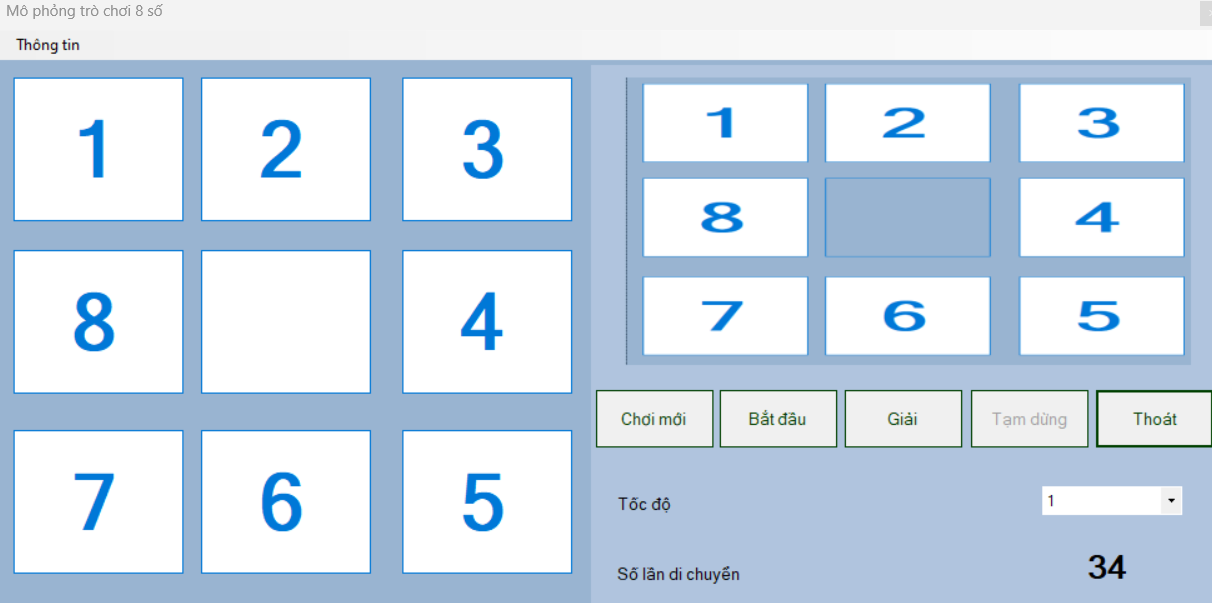 Mô phỏng trò chơi 8 số
Thông tin
1 2 3
8 4
7 6 5
1 2 3
8 4
7 6 5
Chơi mới Bắt đầu Giải Tạm dừng Thoát
Tốc độ 1
Số lần di chuyển 34